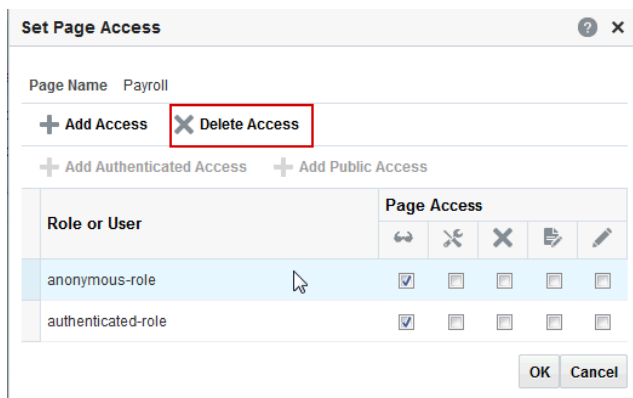 Set Page Access
Page Name Payroll
Add Access Delete Access
Add Authenticated Access Add Public Access
Role or User Page Access
anonymous-role
authenticated-role
OK Cancel